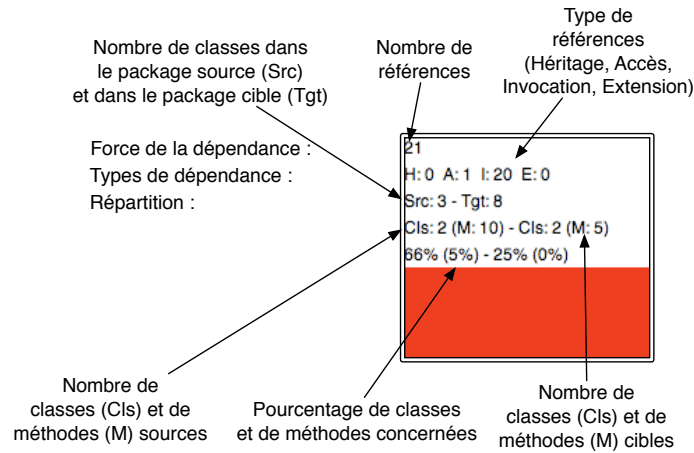 Nombre de classes dans
le package source (Src)
et dans le package cible (Tgt)
Nombre de
références
Type de
références
(Héritage, Accès,
Invocation, Extension)
Force de la dépendance :
Types de dépendance :
Répartition :
21
H: 0 A: 1 I: 20 E: 0
Src: 3 - Tgt: 8
Cls: 2 (M: 10) - Cls: 2 (M: 5)
66% (5%) - 25% (0%)
Nombre de
classes (Cls) et de
méthodes (M) sources
Pourcentage de classes
et de méthodes concernées
Nombre de
classes (Cls) et de
méthodes (M) cibles